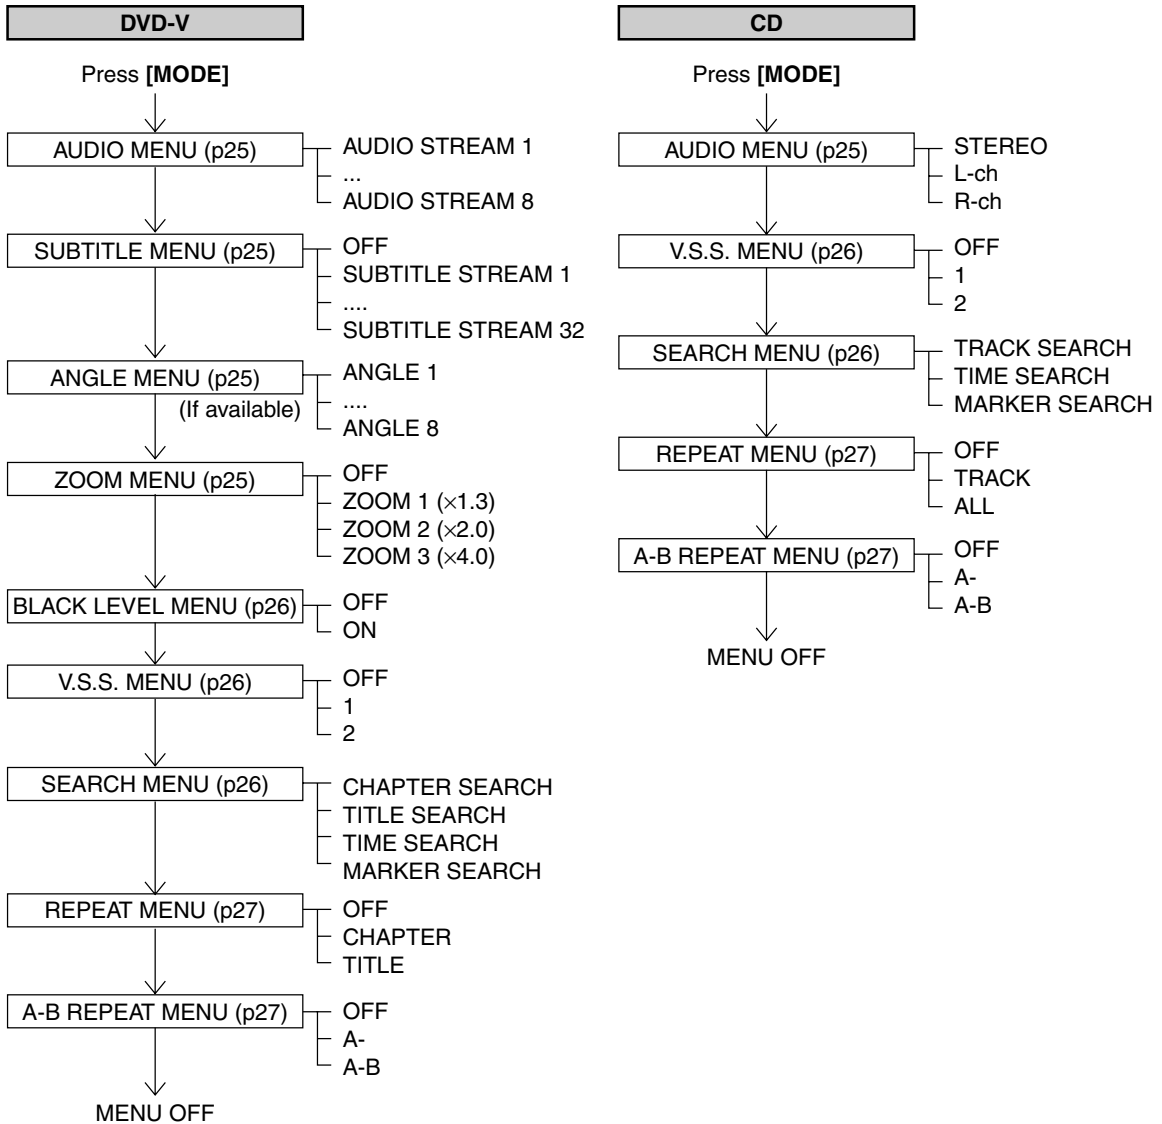 DVD-V
Press [MODE]
AUDIO MENU (p25)
AUDIO STREAM 1
...
AUDIO STREAM 8
SUBTITLE MENU (p25)
OFF
SUBTITLE STREAM 1
....
SUBTITLE STREAM 32
ANGLE MENU (p25)
(If available)
ANGLE 1
....
ANGLE 8
ZOOM MENU (p25)
OFF
ZOOM 1 (×1.3)
ZOOM 2 (×2.0)
ZOOM 3 (×4.0)
BLACK LEVEL MENU (p26)
OFF
ON
V.S.S. MENU (p26)
OFF
1
2
SEARCH MENU (p26)
CHAPTER SEARCH
TITLE SEARCH
TIME SEARCH
MARKER SEARCH
REPEAT MENU (p27)
OFF
CHAPTER
TITLE
A-B REPEAT MENU (p27)
OFF
A-
A-B
MENU OFF
CD
Press [MODE]
AUDIO MENU (p25)
STEREO
L-ch
R-ch
V.S.S. MENU (p26)
OFF
1
2
SEARCH MENU (p26)
TRACK SEARCH
TIME SEARCH
MARKER SEARCH
REPEAT MENU (p27)
OFF
TRACK
ALL
A-B REPEAT MENU (p27)
OFF
A-
A-B
MENU OFF